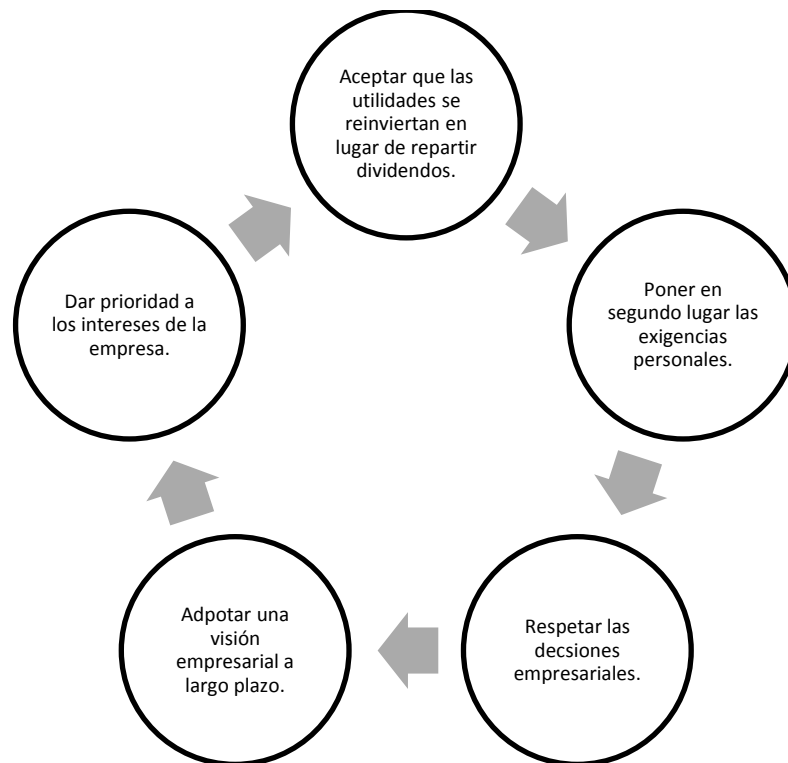 Aceptar que las
utilidades se
reinviertan en
lugar de repartir
dividendos.
Poner en
segundo lugar las
exigencias
personales.
Respetar las
decsiones
empresariales.
Adpotar una
visión
empresarial a
largo plazo.
Dar prioridad a
los intereses de la
empresa.